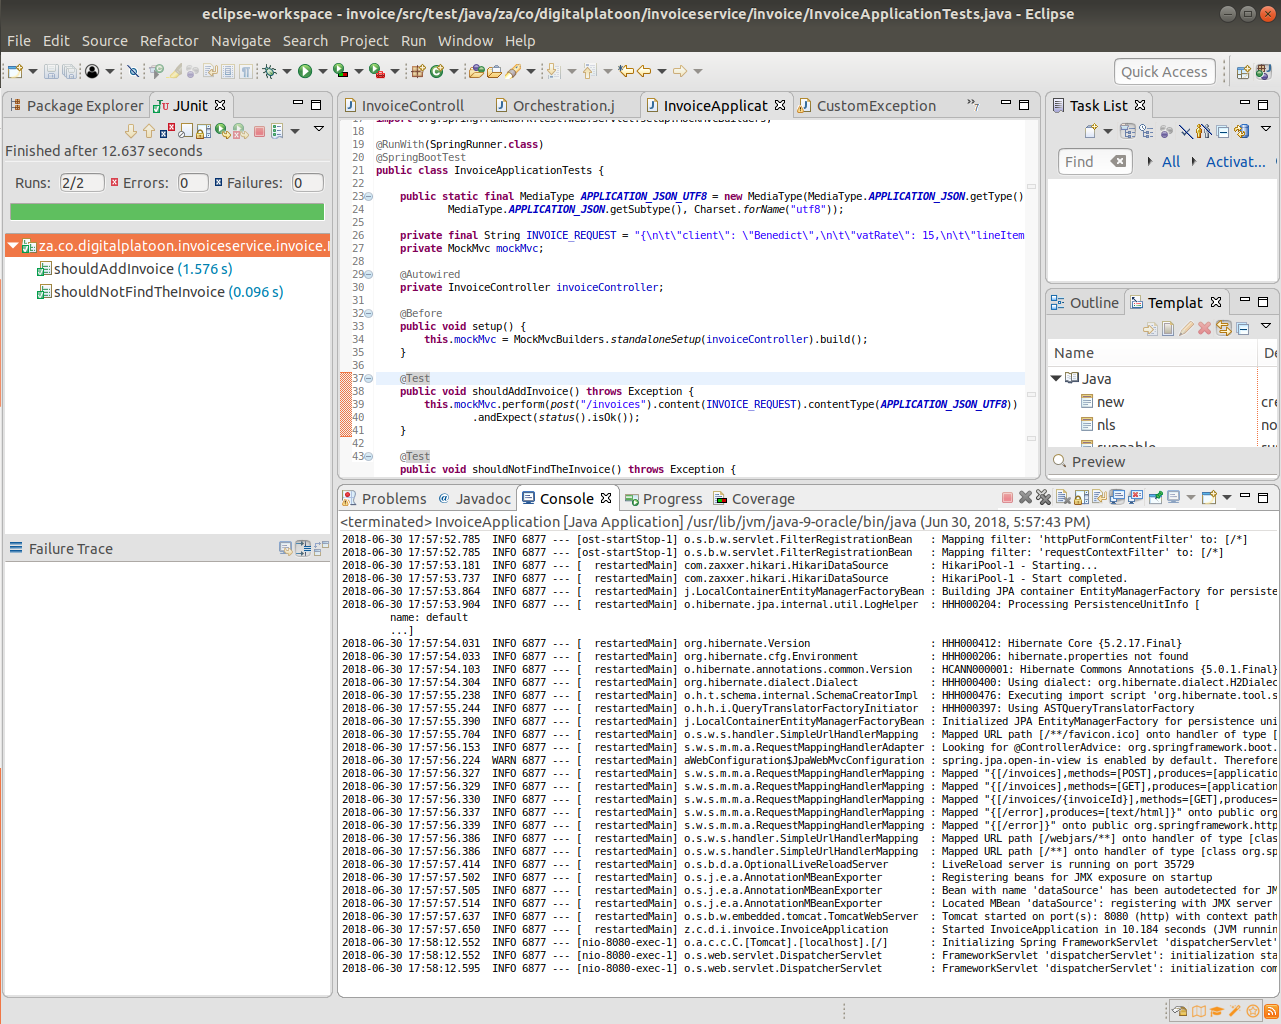 eclipse-workspace - invoice/src/test/java/za/co/digitalplatoon/invoiceservice/invoice/InvoiceApplicationTests.java - Eclipse
File Edit Source Refactor Navigate Search Project Run Window Help
Quick Access
Package Explorer JUnit
Finished after 12.637 seconds
Runs: 2/2 Errors: 0 Failures: 0
za.co.digitalplatoon.invoiceservice.invoice.
shouldAddInvoice (1.576 s)
shouldNotFindTheInvoice (0.096 s)
Failure Trace
InvoiceControll Orchestration.j InvoiceApplicat CustomException »7
18
19 @RunWith(SpringRunner.class)
20 @SpringBootTest
21 public class InvoiceApplicationTests {
22
23 public static final MediaType APPLICATION_JSON_UTF8 = new MediaType(MediaType.APPLICATION_JSON.getType()
24 MediaType.APPLICATION_JSON.getSubtype(), Charset.forName("utf8"));
25
26 private final String INVOICE_REQUEST = "{\n\t\"client\": \"Benedict\",\n\t\"vatRate\": 15,\n\t\"lineItem
27 private MockMvc mockMvc;
28
29 @Autowired
30 private InvoiceController invoiceController;
31
32 @Before
33 public void setup() {
34 this.mockMvc = MockMvcBuilders.standaloneSetup(invoiceController).build();
35 }
36
37 @Test
38 public void shouldAddInvoice() throws Exception {
39 this.mockMvc.perform(post("/invoices").content(INVOICE_REQUEST).contentType(APPLICATION_JSON_UTF8))
40 .andExpect(status().isOk());
41 }
42
43 @Test
public void shouldNotFindTheInvoice() throws Exception {
Task List
Find All Activat...
Outline Templat
Name De
Java
new cre
nls no
Preview
Problems Javadoc Console Progress Coverage
<terminated> InvoiceApplication [Java Application] /usr/lib/jvm/java-9-oracle/bin/java (Jun 30, 2018, 5:57:43 PM)
2018-06-30 17:57:52.785 INFO 6877 --- [ost-startStop-1] o.s.b.w.servlet.FilterRegistrationBean : Mapping filter: 'httpPutFormContentFilter' to: [/*]
2018-06-30 17:57:52.785 INFO 6877 --- [ost-startStop-1] o.s.b.w.servlet.FilterRegistrationBean : Mapping filter: 'requestContextFilter' to: [/*]
2018-06-30 17:57:53.181 INFO 6877 --- [ restartedMain] com.zaxxer.hikari.HikariDataSource : HikariPool-1 - Starting...
2018-06-30 17:57:53.737 INFO 6877 --- [ restartedMain] com.zaxxer.hikari.HikariDataSource : HikariPool-1 - Start completed.
2018-06-30 17:57:53.864 INFO 6877 --- [ restartedMain] j.LocalContainerEntityManagerFactoryBean : Building JPA container EntityManagerFactory for persiste
2018-06-30 17:57:53.904 INFO 6877 --- [ restartedMain] o.hibernate.jpa.internal.util.LogHelper : HHH000204: Processing PersistenceUnitInfo [
name: default
...]
2018-06-30 17:57:54.031 INFO 6877 --- [ restartedMain] org.hibernate.Version : HHH000412: Hibernate Core {5.2.17.Final}
2018-06-30 17:57:54.033 INFO 6877 --- [ restartedMain] org.hibernate.cfg.Environment : HHH000206: hibernate.properties not found
2018-06-30 17:57:54.103 INFO 6877 --- [ restartedMain] o.hibernate.annotations.common.Version : HCANN000001: Hibernate Commons Annotations {5.0.1.Final}
2018-06-30 17:57:54.304 INFO 6877 --- [ restartedMain] org.hibernate.dialect.Dialect : HHH000400: Using dialect: org.hibernate.dialect.H2Dialec
2018-06-30 17:57:55.238 INFO 6877 --- [ restartedMain] o.h.t.schema.internal.SchemaCreatorImpl : HHH000476: Executing import script 'org.hibernate.tool.s
2018-06-30 17:57:55.244 INFO 6877 --- [ restartedMain] o.h.h.i.QueryTranslatorFactoryInitiator : HHH000397: Using ASTQueryTranslatorFactory
2018-06-30 17:57:55.390 INFO 6877 --- [ restartedMain] j.LocalContainerEntityManagerFactoryBean : Initialized JPA EntityManagerFactory for persistence uni
2018-06-30 17:57:55.704 INFO 6877 --- [ restartedMain] o.s.w.s.handler.SimpleUrlHandlerMapping : Mapped URL path [/**/favicon.ico] onto handler of type [
2018-06-30 17:57:56.153 INFO 6877 --- [ restartedMain] s.w.s.m.m.a.RequestMappingHandlerAdapter : Looking for @ControllerAdvice: org.springframework.boot.
2018-06-30 17:57:56.224 WARN 6877 --- [ restartedMain] aWebConfiguration$JpaWebMvcConfiguration : spring.jpa.open-in-view is enabled by default. Therefore
2018-06-30 17:57:56.327 INFO 6877 --- [ restartedMain] s.w.s.m.m.a.RequestMappingHandlerMapping : Mapped "{[/invoices],methods=[POST],produces=[applicatio
2018-06-30 17:57:56.329 INFO 6877 --- [ restartedMain] s.w.s.m.m.a.RequestMappingHandlerMapping : Mapped "{[/invoices],methods=[GET],produces=[application
2018-06-30 17:57:56.330 INFO 6877 --- [ restartedMain] s.w.s.m.m.a.RequestMappingHandlerMapping : Mapped "{[/invoices/{invoiceId}],methods=[GET],produces=
2018-06-30 17:57:56.337 INFO 6877 --- [ restartedMain] s.w.s.m.m.a.RequestMappingHandlerMapping : Mapped "{[/error],produces=[text/html]}" onto public org
2018-06-30 17:57:56.339 INFO 6877 --- [ restartedMain] s.w.s.m.m.a.RequestMappingHandlerMapping : Mapped "{[/error]}" onto public org.springframework.http
2018-06-30 17:57:56.386 INFO 6877 --- [ restartedMain] o.s.w.s.handler.SimpleUrlHandlerMapping : Mapped URL path [/webjars/**] onto handler of type [clas
2018-06-30 17:57:56.386 INFO 6877 --- [ restartedMain] o.s.w.s.handler.SimpleUrlHandlerMapping : Mapped URL path [/**] onto handler of type [class org.sp
2018-06-30 17:57:57.414 INFO 6877 --- [ restartedMain] o.s.b.d.a.OptionalLiveReloadServer : LiveReload server is running on port 35729
2018-06-30 17:57:57.502 INFO 6877 --- [ restartedMain] o.s.j.e.a.AnnotationMBeanExporter : Registering beans for JMX exposure on startup
2018-06-30 17:57:57.505 INFO 6877 --- [ restartedMain] o.s.j.e.a.AnnotationMBeanExporter : Bean with name 'dataSource' has been autodetected for JM
2018-06-30 17:57:57.514 INFO 6877 --- [ restartedMain] o.s.j.e.a.AnnotationMBeanExporter : Located MBean 'dataSource': registering with JMX server
2018-06-30 17:57:57.637 INFO 6877 --- [ restartedMain] o.s.b.w.embedded.tomcat.TomcatWebServer : Tomcat started on port(s): 8080 (http) with context path
2018-06-30 17:57:57.650 INFO 6877 --- [ restartedMain] z.c.d.i.invoice.InvoiceApplication : Started InvoiceApplication in 10.184 seconds (JVM runnin
2018-06-30 17:58:12.552 INFO 6877 --- [nio-8080-exec-1] o.a.c.c.C.[Tomcat].[localhost].[/] : Initializing Spring FrameworkServlet 'dispatcherServlet'
2018-06-30 17:58:12.552 INFO 6877 --- [nio-8080-exec-1] o.s.web.servlet.DispatcherServlet : FrameworkServlet 'dispatcherServlet': initialization sta
2018-06-30 17:58:12.595 INFO 6877 --- [nio-8080-exec-1] o.s.web.servlet.DispatcherServlet : FrameworkServlet 'dispatcherServlet': initialization com